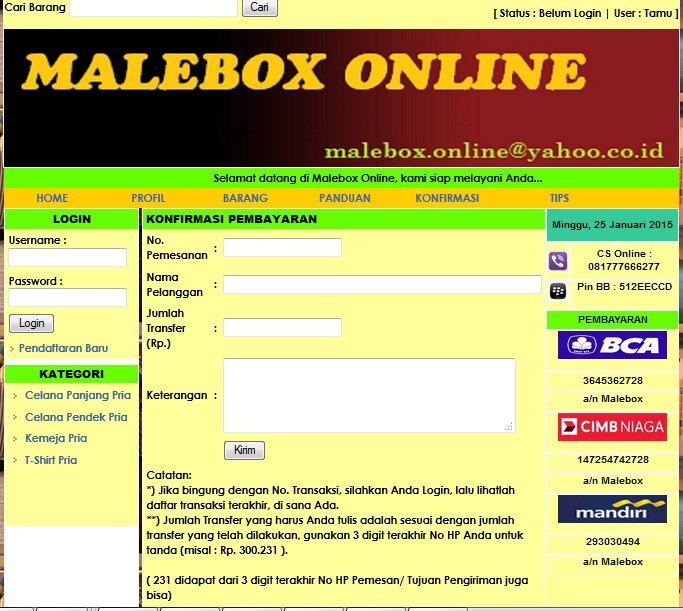 Cari Barang Cari
[ Status : Belum Login | User : Tamu ]
MALEBOX ONLINE
malebox.online@yahoo.co.id
Selamat datang di Malebox Online, kami siap melayani Anda...
HOME PROFIL BARANG PANDUAN KONFIRMASI TIPS
LOGIN
Username :
Password :
Login
› Pendaftaran Baru
KATEGORI
› Celana Panjang Pria
› Celana Pendek Pria
› Kemeja Pria
› T-Shirt Pria
KONFIRMASI PEMBAYARAN
No.
Pemesanan :
Nama
Pelanggan :
Jumlah
Transfer :
(Rp.)
Keterangan :
Kirim
Catatan:
*) Jika bingung dengan No. Transaksi, silahkan Anda Login, lalu lihatlah
daftar transaksi terakhir, di sana Ada.
**) Jumlah Transfer yang harus Anda tulis adalah sesuai dengan jumlah
transfer yang telah dilakukan, gunakan 3 digit terakhir No HP Anda untuk
tanda (misal : Rp. 300.231 ).
( 231 didapat dari 3 digit terakhir No HP Pemesan/ Tujuan Pengiriman juga
bisa)
Minggu, 25 Januari 2015
CS Online :
081777666277
Pin BB : 512EECCD
PEMBAYARAN
BCA
3645362728
a/n Malebox
CIMB NIAGA
147254742728
a/n Malebox
mandiri
293030494
a/n Malebox